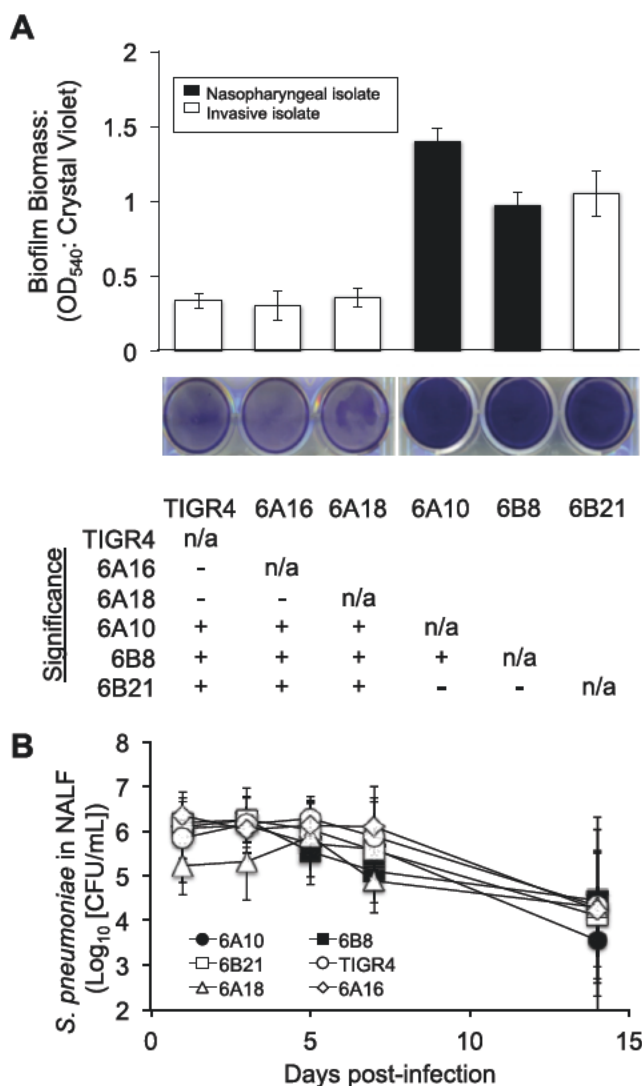 A
Biofilm Biomass:
(OD540: Crystal Violet)
2
1.5
1
0.5
0
Nasopharyngeal isolate
Invasive isolate
TIGR4 6A16 6A18 6A10 6B8 6B21
Significance
TIGR4 n/a
6A16 - n/a
6A18 - - n/a
6A10 + + + n/a
6B8 + + + + n/a
6B21 + + + - - n/a
B
S. pneumoniae in NALF
(Log10 [CFU/mL])
8
7
6
5
4
3
2
6A10 6B8
6B21 TIGR4
6A18 6A16
0 5 10 15
Days post-infection